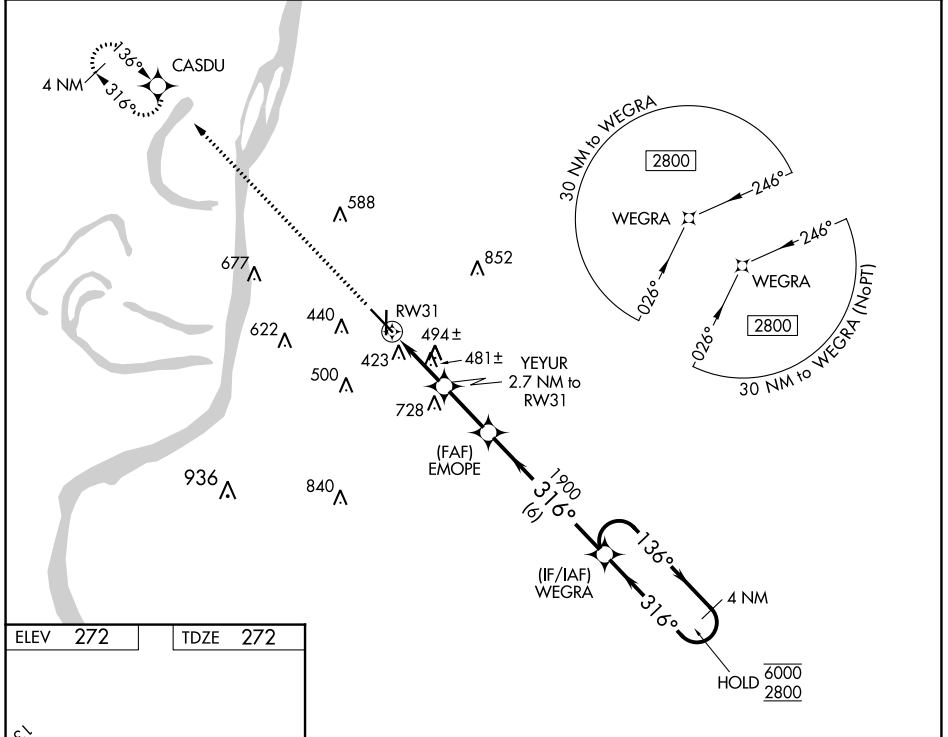 136°
CASDU
4 NM
316°
30 NM to WEGRA
2800
246°
WEGRA
026°
246°
WEGRA
026°
2800
30 NM to WEGRA (NoPT)
588
852
677
RW31
440
494±
622
423
481±
YEYUR
2.7 NM to
RW31
500
728
(FAF)
EMOPE
936
840
1900
316°
(6)
136°
(IF/IAF)
WEGRA
4 NM
316°
HOLD 6000
2800
ELEV 272
TDZE 272